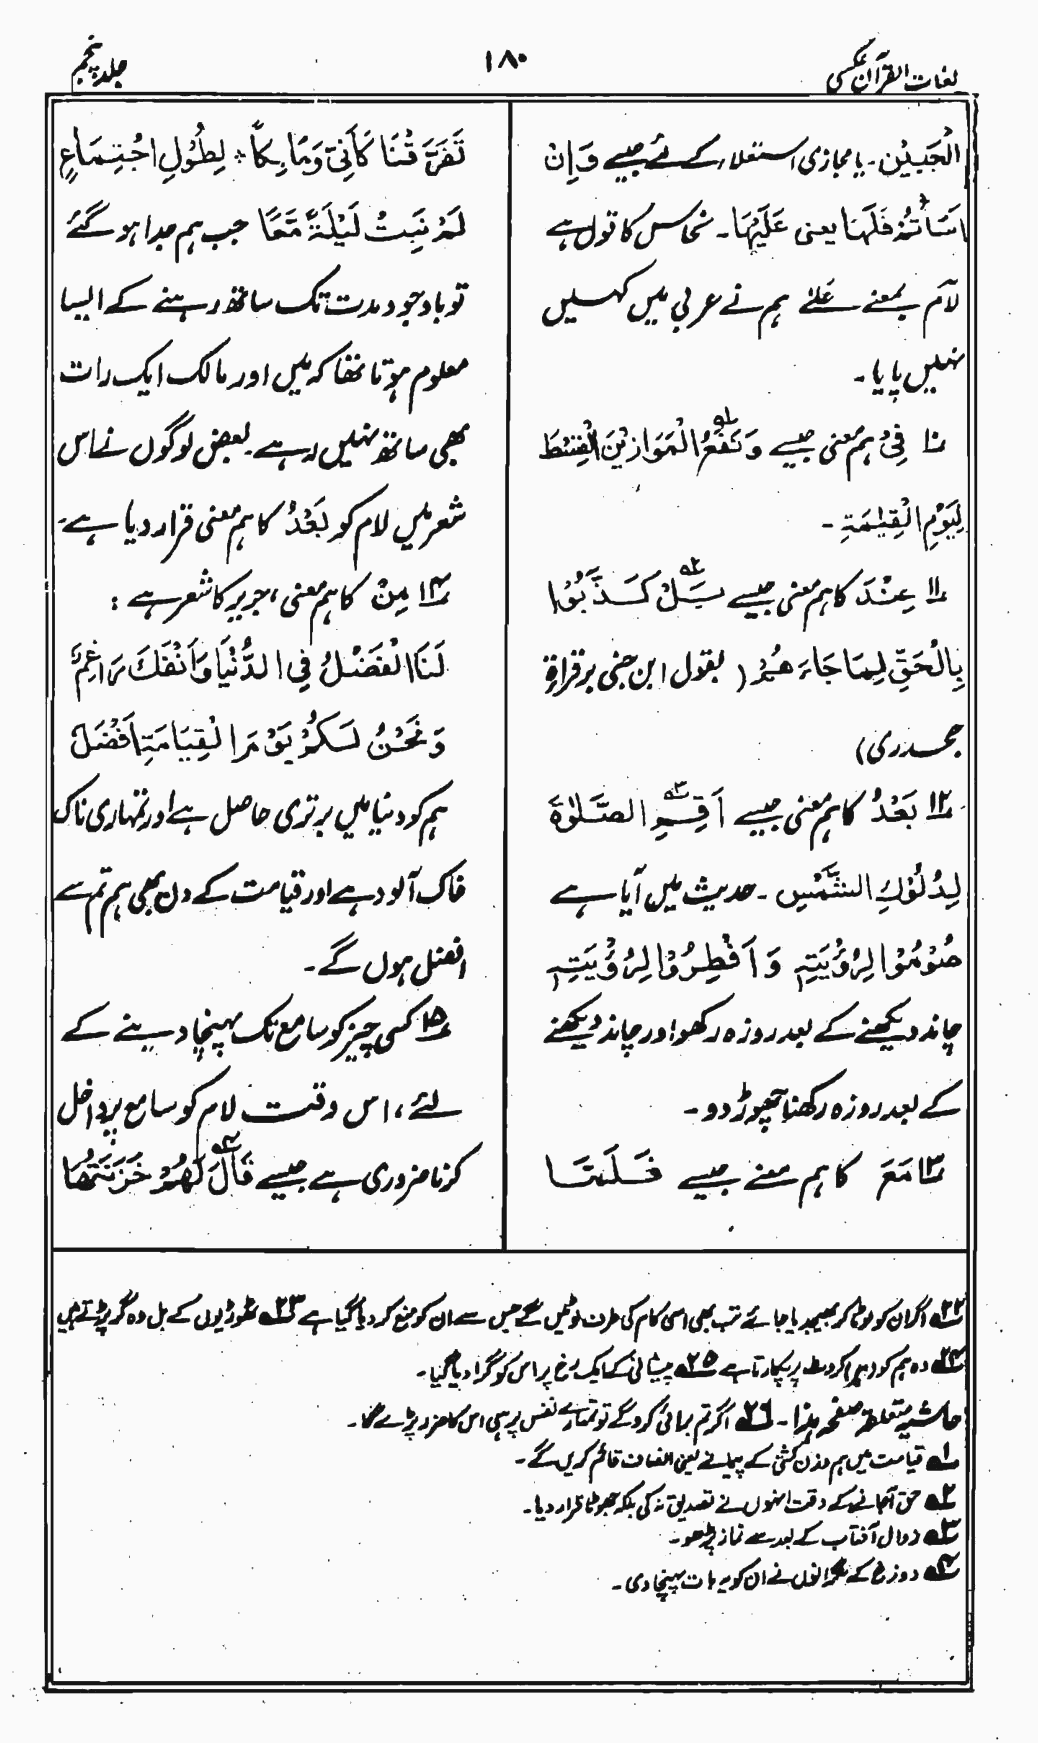 لغات القرآن عکسی
۱۸۰
جلد پنجم
الْجَبِیْنِ۔ یا مجازی استعلاء کے لئے جیسے وَاِنْ
اَسَاْتُمْ فَلَهَا یعنی عَلَیْهَا۔ نحاس کا قول ہے
لام بمعنے علٰے ہم نے عربی میں کہیں
نہیں پایا۔
۱۰ فِیْ ہم معنی جیسے وَنَضَعُ الْمَوَازِیْنَ الْقِسْطَ
لِیَوْمِ الْقِیٰمَةِ۔
۱۱ عِنْدَ کا ہم معنی جیسے بَلْ کَذَّبُوْا
بِالْحَقِّ لِمَا جَاءَهُمْ (بقول ابن جنی بر قراۃ
جحدری)
۱۲ بَعْدُ کا ہم معنی جیسے اَقِمِ الصَّلٰوةَ
لِدُلُوْكِ الشَّمْسِ۔ حدیث میں آیا ہے
صُوْمُوْا لِرُؤْیَتِهٖ وَاَفْطِرُوْا لِرُؤْیَتِهٖ
چاند دیکھنے کے بعد روزہ رکھو اور چاند دیکھنے
کے بعد روزہ رکھنا چھوڑ دو۔
۱۳ مَعَ کا ہم معنے جیسے فَلَمَّا
تَفَرَّقْنَا کَاَنِّیْ وَمَالِکًا ؞ لِطُوْلِ اجْتِمَاعٍ
لَمْ نَبِتْ لَیْلَةً مَّعًا جب ہم جدا ہو گئے
تو باوجود مدت تک ساتھ رہنے کے ایسا
معلوم ہوتا تھا کہ میں اور مالک ایک رات
بھی ساتھ نہیں رہے۔ بعض لوگوں نے اس
شعر میں لام کو بَعْدُ کا ہم معنی قرار دیا ہے۔
۱۴ مِنْ کا ہم معنی، جریر کا شعر ہے :
لَنَا الْفَضْلُ فِی الدُّنْیَا وَاَنْفُكَ رَاغِمٌ
وَنَحْنُ لَکُمْ یَوْمَ الْقِیَامَةِ اَفْضَلُ
ہم کو دنیا میں برتری حاصل ہے اور تمہاری ناک
خاک آلود ہے اور قیامت کے دن بھی ہم تم سے
افضل ہوں گے۔
۱۵ کسی چیز کو سامع تک پہنچا دینے کے
لئے، اس وقت لام کو سامع پر داخل
کرنا ضروری ہے جیسے قَالَ لَهُمْ خَزَنَتُهَا
۲۲ اگر ان کو لوٹا کر بھیج دیا جائے تب بھی اسی کام کی طرف لوٹیں گے جس سے ان کو منع کر دیا گیا ہے ۲۳ ٹھوڑیوں کے بل وہ گر پڑتے ہیں
۲۴ وہ ہم کو دہرا کروٹ پر پکارتا ہے ۲۵ پیشانی کے ایک رخ پر اس کو گرا دیا گیا۔
حاشیہ متعلقہ صفحہ ہذا۔ ۲۶ اگر تم برائی کرو گے تو تمہارے نفس پر ہی اس کا ضرر پڑے گا۔
۱ قیامت میں ہم وزن کشی کے پیمانے یعنی انصاف قائم کریں گے۔
۲ حق آجانے کے وقت انہوں نے تصدیق نہ کی بلکہ جھوٹا قرار دیا۔
۳ زوال آفتاب کے بعد سے نماز پڑھو۔
۴ دوزخ کے نگرانوں نے ان کو یہ بات پہنچا دی۔